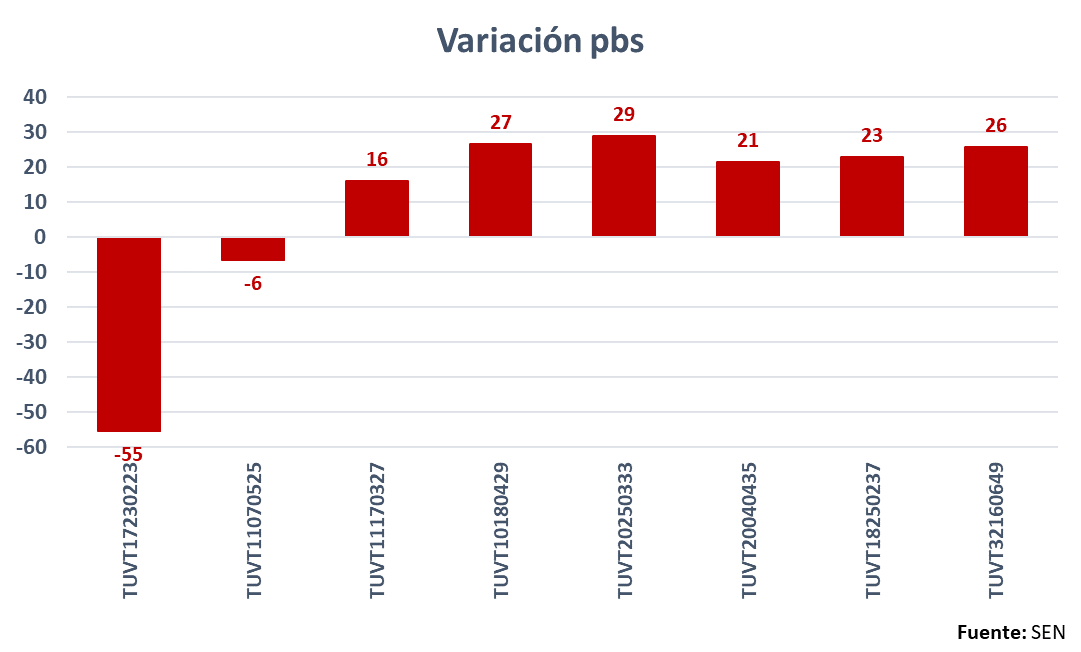 Variación pbs
40
30
20
10
0
-10
-20
-30
-40
-50
-60
-55
-6
16
27
29
21
23
26
TUVT17230223
TUVT11070525
TUVT11170327
TUVT10180429
TUVT20250333
TUVT20040435
TUVT18250237
TUVT32160649
Fuente: SEN